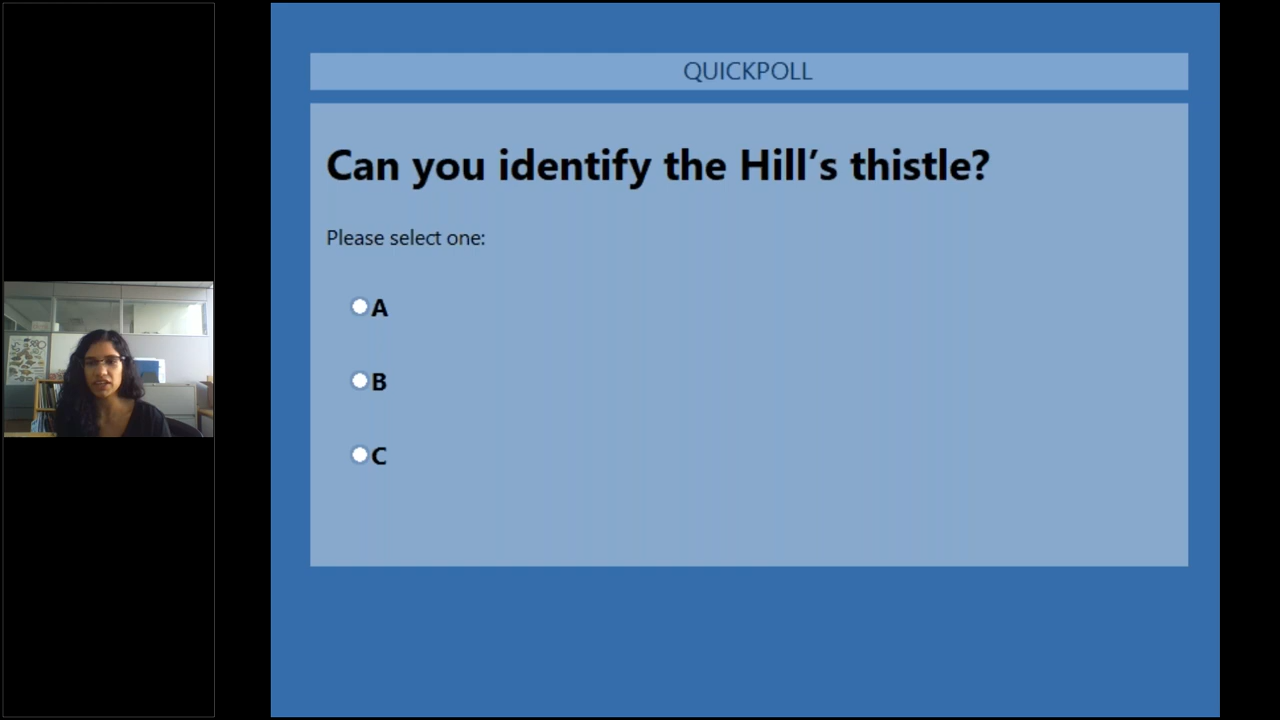 QUICKPOLL
Can you identify the Hill’s thistle?
Please select one:
A
B
C